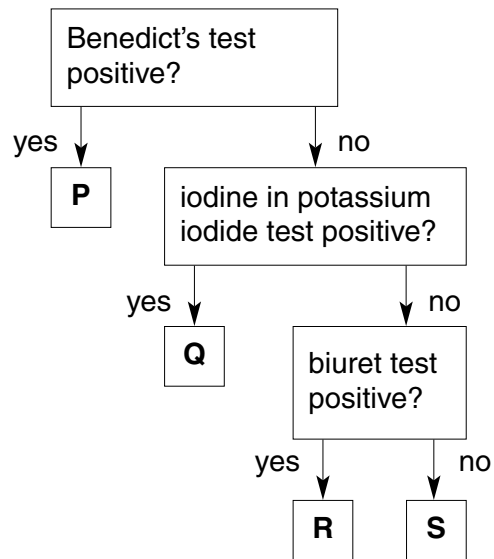 Benedict's test
positive?
yes
no
P
iodine in potassium
iodide test positive?
yes
no
Q
biuret test
positive?
yes
no
R
S